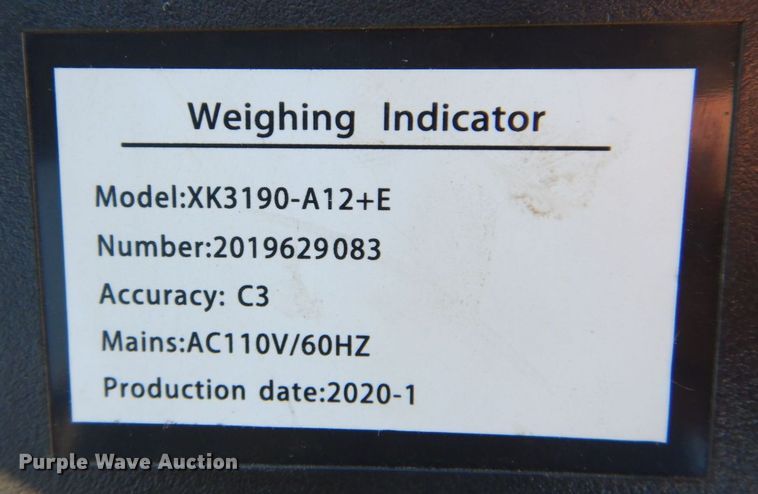 Weighing Indicator
Model:XK3190-A12+E
Number:2019629083
Accuracy: C3
Mains:AC110V/60HZ
Production date:2020-1
Purple Wave Auction